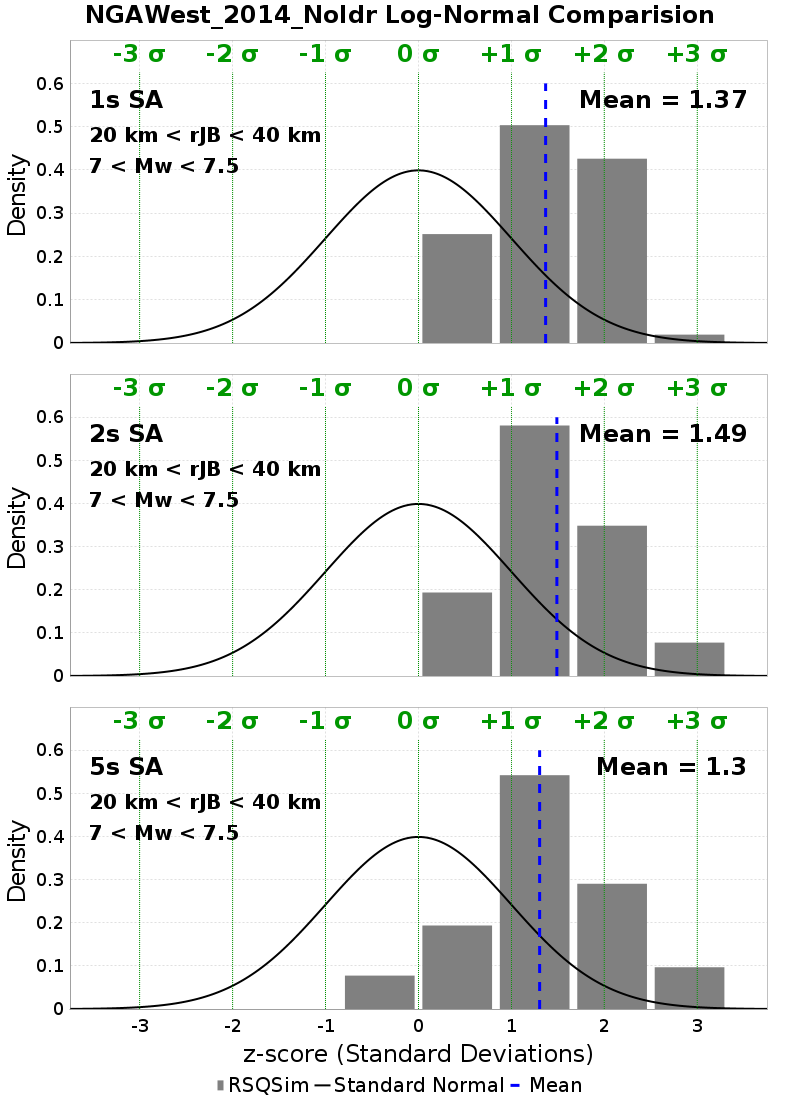 NGAWest_2014_NoIdr Log-Normal Comparision
-3 σ -2 σ -1 σ 0 σ +1 σ +2 σ +3 σ
1s SA
Mean = 1.37
20 km < rJB < 40 km
7 < Mw < 7.5
Density
0.6
0.5
0.4
0.3
0.2
0.1
0
-3 σ -2 σ -1 σ 0 σ +1 σ +2 σ +3 σ
2s SA
Mean = 1.49
20 km < rJB < 40 km
7 < Mw < 7.5
Density
0.6
0.5
0.4
0.3
0.2
0.1
0
-3 σ -2 σ -1 σ 0 σ +1 σ +2 σ +3 σ
5s SA
Mean = 1.3
20 km < rJB < 40 km
7 < Mw < 7.5
Density
0.6
0.5
0.4
0.3
0.2
0.1
0
-3 -2 -1 0 1 2 3
z-score (Standard Deviations)
RSQSim Standard Normal Mean